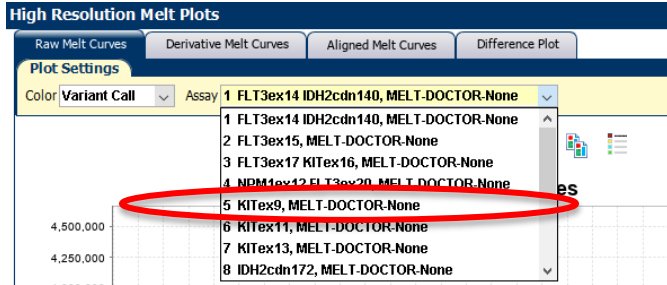 High Resolution Melt Plots
Raw Melt Curves Derivative Melt Curves Aligned Melt Curves Difference Plot
Plot Settings
Color Variant Call Assay 1 FLT3ex14 IDH2cdn140, MELT-DOCTOR-None
1 FLT3ex14 IDH2cdn140, MELT-DOCTOR-None
2 FLT3ex15, MELT-DOCTOR-None
3 FLT3ex17 KITex16, MELT-DOCTOR-None
4 NPM1ex12 FLT3ex20, MELT-DOCTOR-None
es
5 KITex9, MELT-DOCTOR-None
6 KITex11, MELT-DOCTOR-None
4,500,000
7 KITex13, MELT-DOCTOR-None
4,250,000
8 IDH2cdn172, MELT-DOCTOR-None